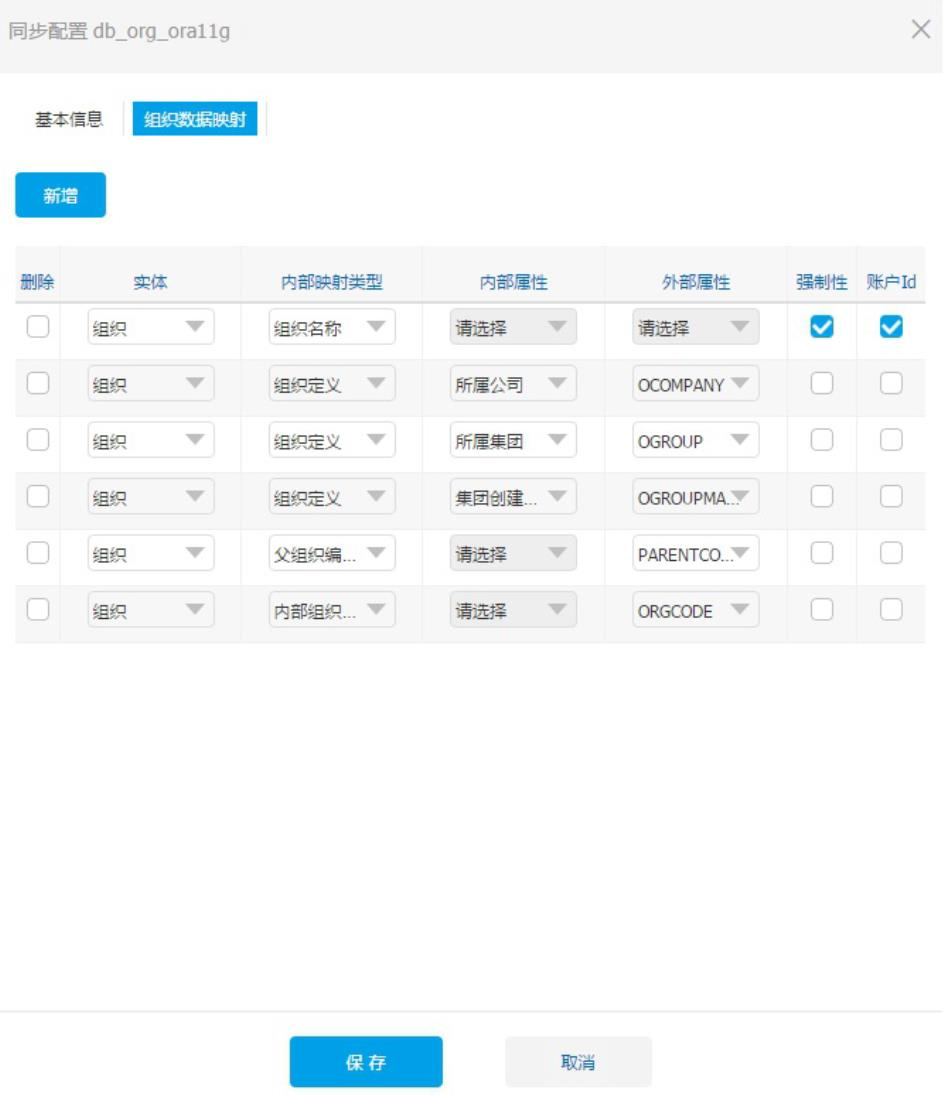 同步配置 db_org_ora11g
基本信息 组织数据映射
新增
删除 实体 内部映射类型 内部属性 外部属性 强制性 账户Id
组织 组织名称 请选择 请选择
组织 组织定义 所属公司 OCOMPANY
组织 组织定义 所属集团 OGROUP
组织 组织定义 集团创建... OGROUPMA...
组织 父组织编... 请选择 PARENTCO...
组织 内部组织... 请选择 ORGCODE
保存 取消